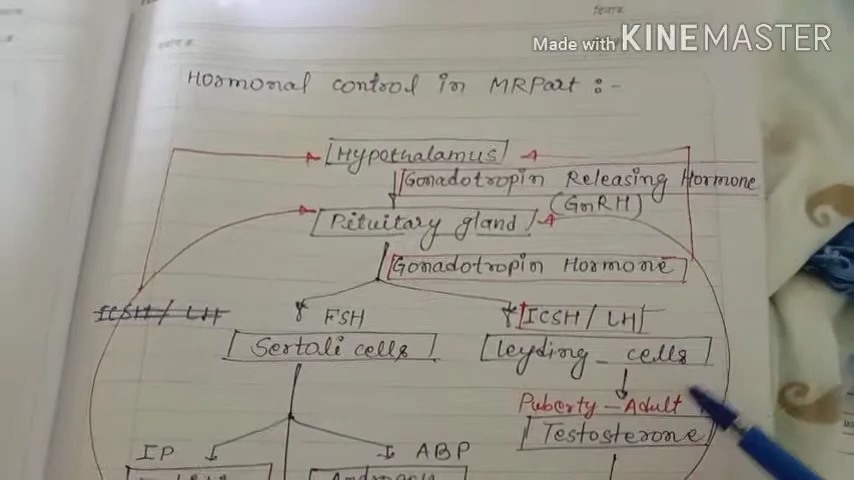 दिनांक
Made with KINEMASTER
Hormonal control in MRPart :-
Hypothalamus
Gonadotropin Releasing Hormone
(GnRH)
Pituitary gland
Gonadotropin Hormone
ICSH / LH
FSH
ICSH / LH
Sertali cells
Leyding - cells
Puberty - Adult
Testosterone
IP
ABP